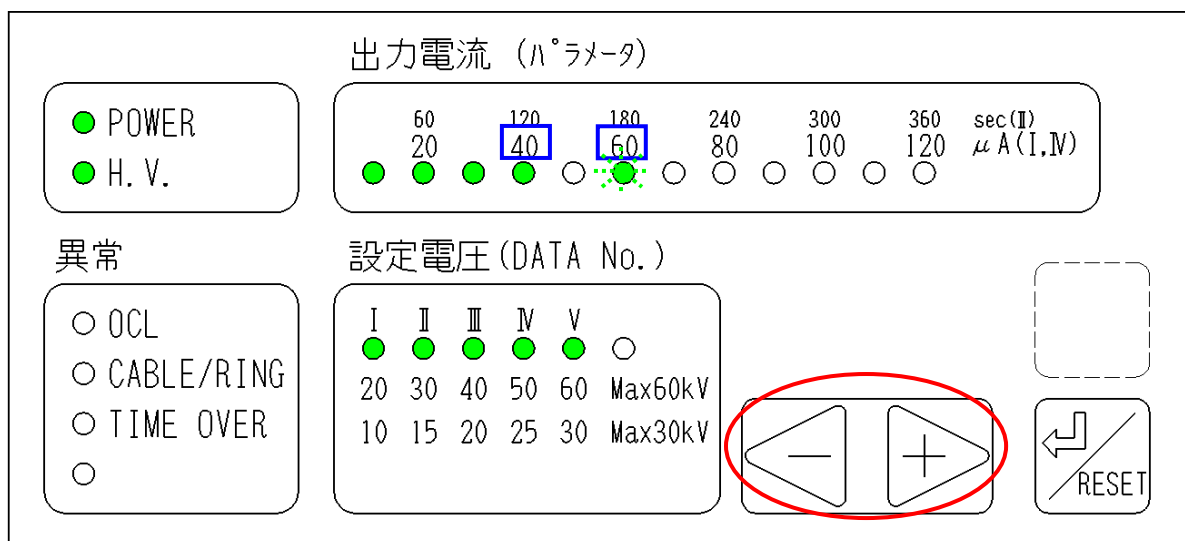 出力電流 (ﾊﾟﾗﾒｰﾀ)
POWER
H.V.
60 120 180 240 300 360 sec(Ⅱ)
20 40 60 80 100 120 μA(Ⅰ,Ⅳ)
異常
OCL
CABLE/RING
TIME OVER
設定電圧(DATA No.)
Ⅰ Ⅱ Ⅲ Ⅳ Ⅴ
20 30 40 50 60 Max60kV
10 15 20 25 30 Max30kV
− +
RESET